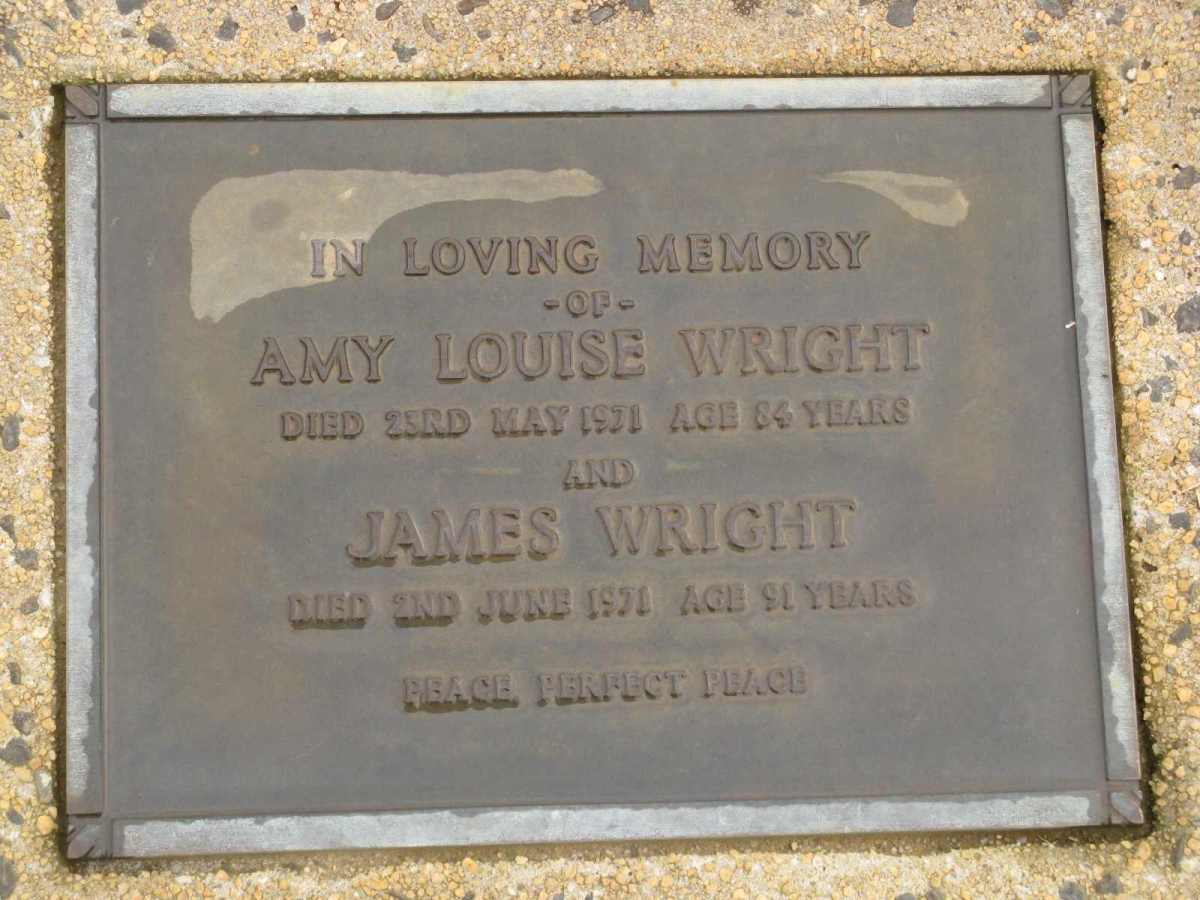 IN LOVING MEMORY
-OF-
AMY LOUISE WRIGHT
DIED 23RD MAY 1971 AGE 84 YEARS
AND
JAMES WRIGHT
DIED 2ND JUNE 1971 AGE 91 YEARS
PEACE, PERFECT PEACE